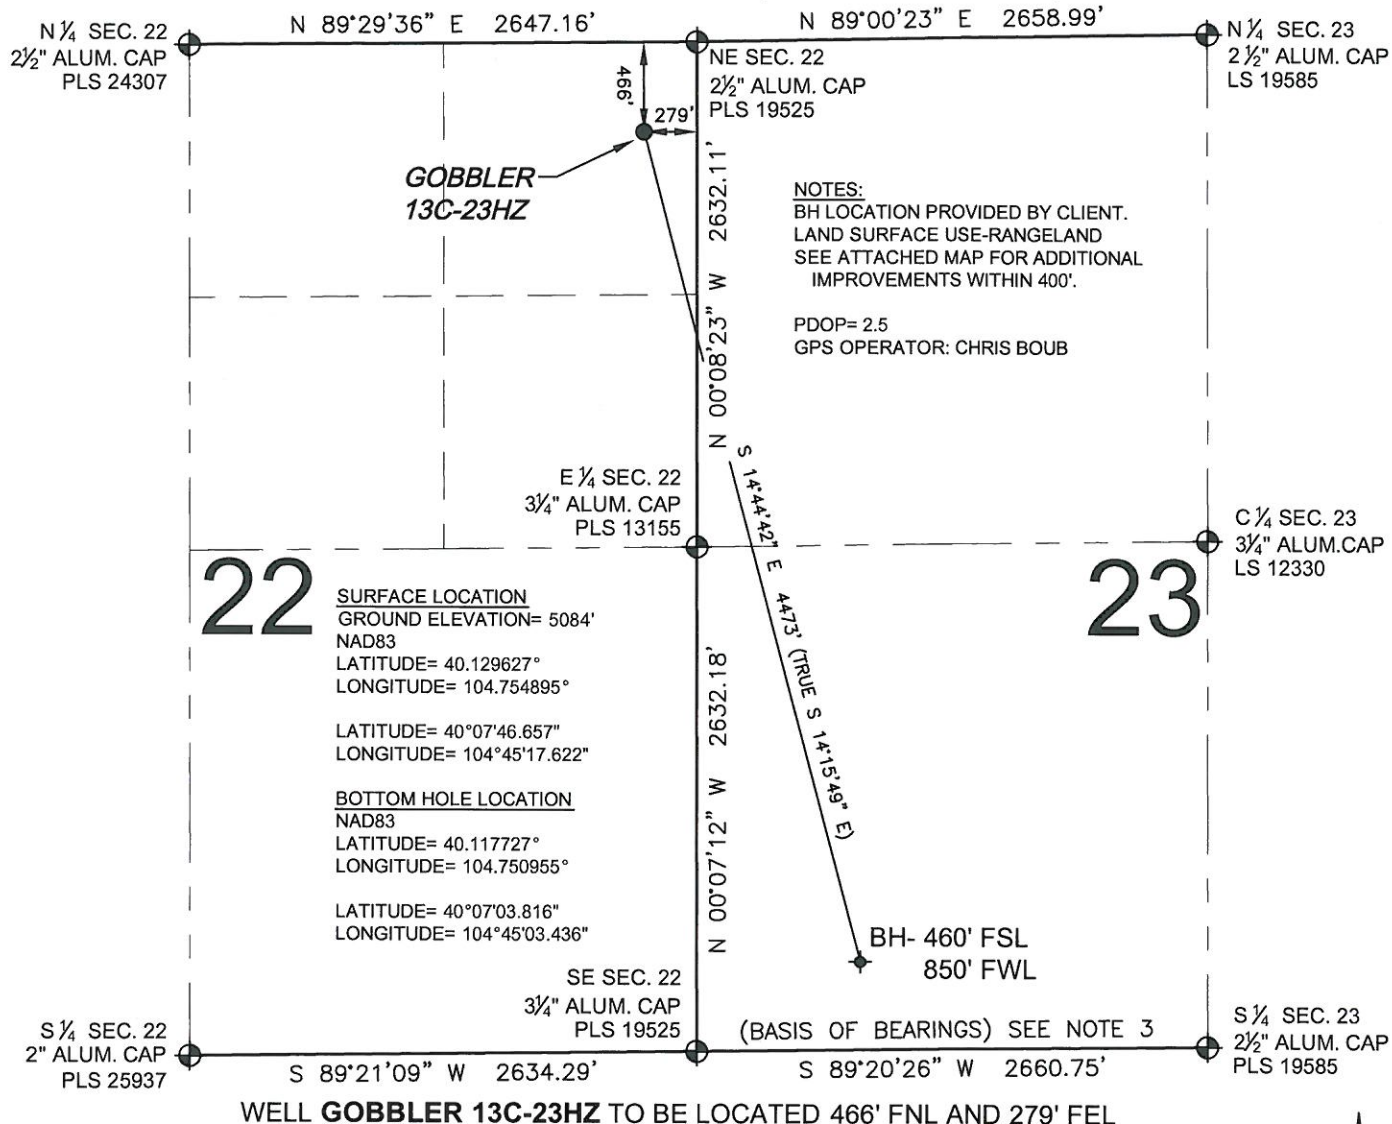 N 89°29'36" E 2647.16'
N 89°00'23" E 2658.99'
N ¼ SEC. 22
2½" ALUM. CAP
PLS 24307
NE SEC. 22
2½" ALUM. CAP
PLS 19525
N ¼ SEC. 23
2 ½" ALUM. CAP
LS 19585
466'
279'
GOBBLER
13C-23HZ
N 00°08'23" W 2632.11'
NOTES:
BH LOCATION PROVIDED BY CLIENT.
LAND SURFACE USE-RANGELAND
SEE ATTACHED MAP FOR ADDITIONAL
IMPROVEMENTS WITHIN 400'.
PDOP= 2.5
GPS OPERATOR: CHRIS BOUB
E ¼ SEC. 22
3¼" ALUM. CAP
PLS 13155
S 14°44'42" E 4473' (TRUE S 14°15'49" E)
C ¼ SEC. 23
3¼" ALUM.CAP
LS 12330
22
23
SURFACE LOCATION
GROUND ELEVATION= 5084'
NAD83
LATITUDE= 40.129627°
LONGITUDE= 104.754895°
LATITUDE= 40°07'46.657"
LONGITUDE= 104°45'17.622"
BOTTOM HOLE LOCATION
NAD83
LATITUDE= 40.117727°
LONGITUDE= 104.750955°
LATITUDE= 40°07'03.816"
LONGITUDE= 104°45'03.436"
N 00°07'12" W 2632.18'
BH- 460' FSL
850' FWL
SE SEC. 22
3¼" ALUM. CAP
PLS 19525
(BASIS OF BEARINGS) SEE NOTE 3
S ¼ SEC. 22
2" ALUM. CAP
PLS 25937
S ¼ SEC. 23
2½" ALUM. CAP
PLS 19585
S 89°21'09" W 2634.29'
S 89°20'26" W 2660.75'
WELL GOBBLER 13C-23HZ TO BE LOCATED 466' FNL AND 279' FEL